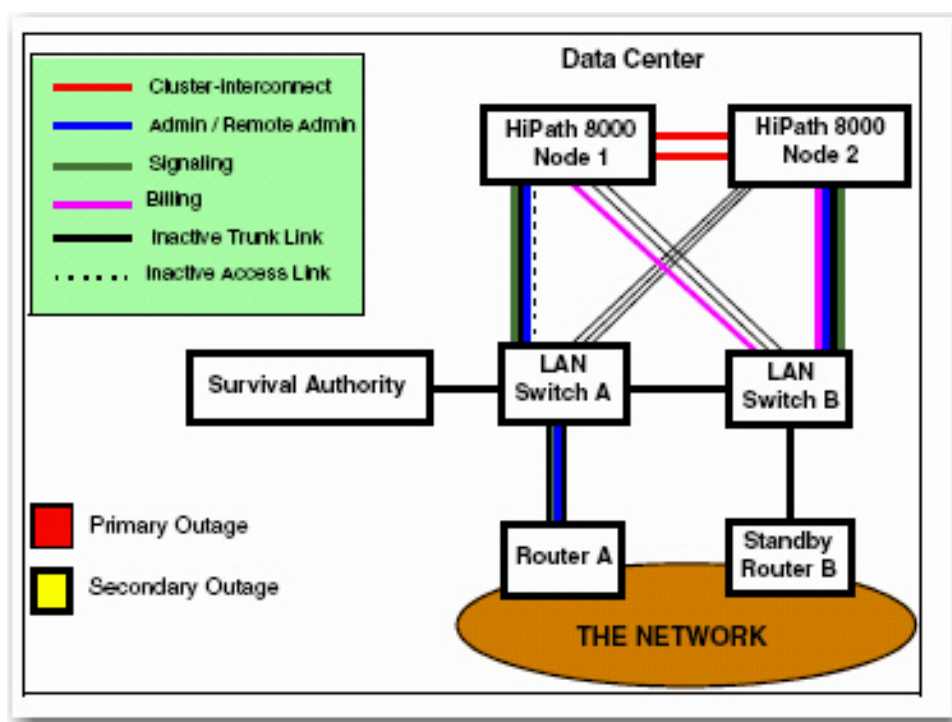 Data Center
Cluster-Interconnect
Admin / Remote Admin
Signaling
Billing
Inactive Trunk Link
Inactive Access Link
HiPath 8000
Node 1
HiPath 8000
Node 2
Survival Authority
LAN
Switch A
LAN
Switch B
Primary Outage
Secondary Outage
Router A
Standby
Router B
THE NETWORK